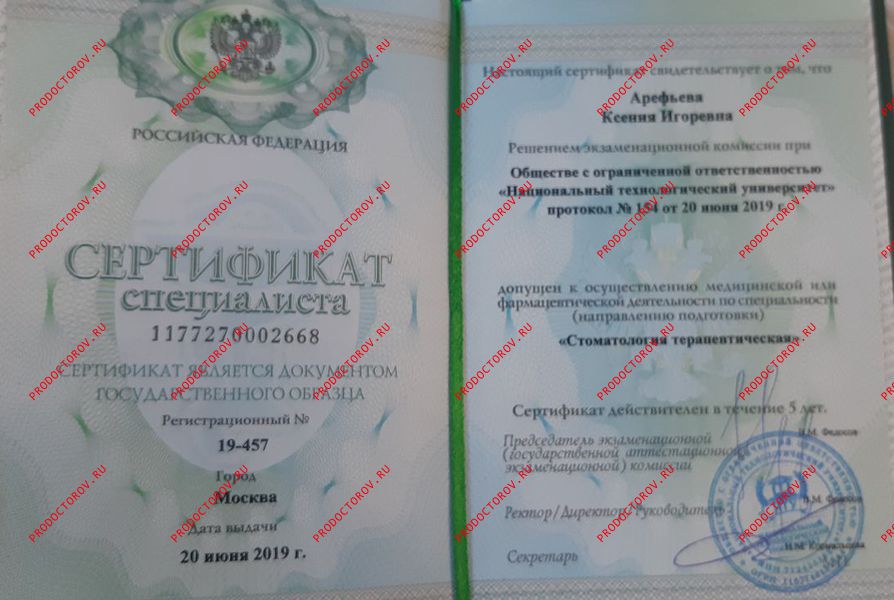 РОССИЙСКАЯ ФЕДЕРАЦИЯ
СЕРТИФИКАТ
специалиста
1177270002668
СЕРТИФИКАТ ЯВЛЯЕТСЯ ДОКУМЕНТОМ
ГОСУДАРСТВЕННОГО ОБРАЗЦА
Регистрационный №
19-457
Город
Москва
Дата выдачи
20 июня 2019 г.
Настоящий сертификат свидетельствует о том, что
Арефьева
Ксения Игоревна
Решением экзаменационной комиссии при
Обществе с ограниченной ответственностью
«Национальный технологический университет»
протокол № 154 от 20 июня 2019 г.
допущен к осуществлению медицинской или
фармацевтической деятельности по специальности
(направлению подготовки)
«Стоматология терапевтическая»
Сертификат действителен в течение 5 лет.
Председатель экзаменационной
(государственной аттестационной
экзаменационной) комиссии
Ректор/Директор/Руководитель
Секретарь
PRODOCTOROV.RU